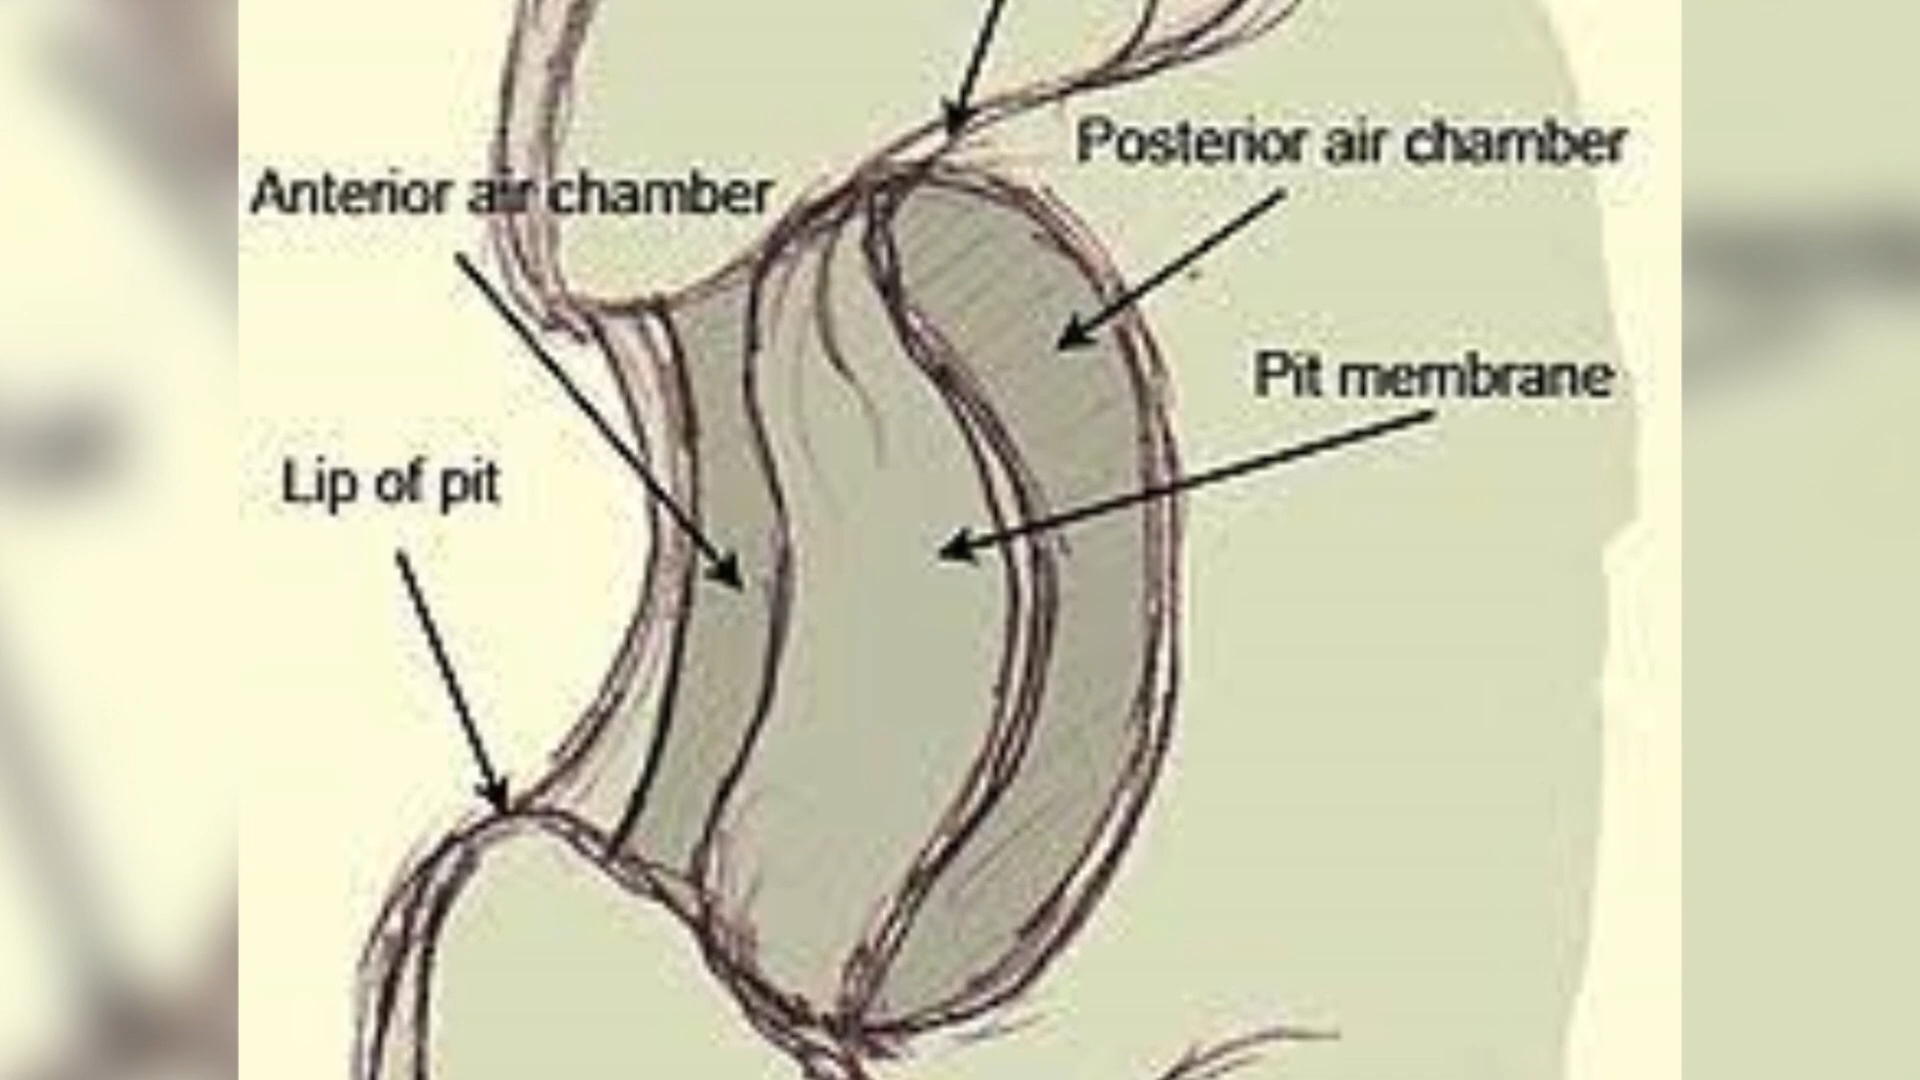 Posterior air chamber
Anterior air chamber
Pit membrane
Lip of pit